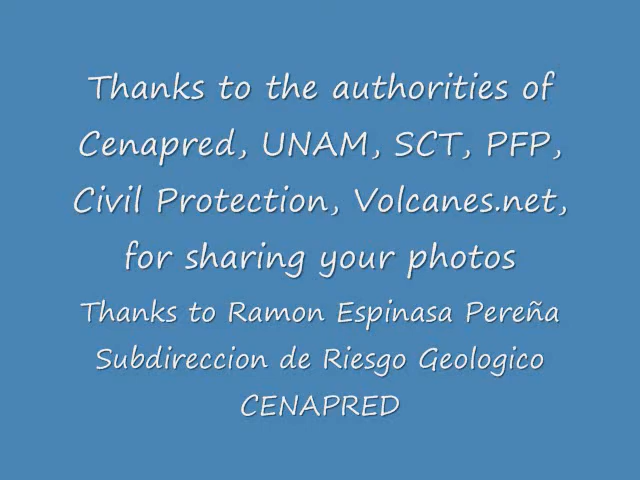 Thanks to the authorities of
Cenapred, UNAM, SCT, PFP,
Civil Protection, Volcanes.net,
for sharing your photos
Thanks to Ramon Espinasa Pereña
Subdireccion de Riesgo Geologico
CENAPRED